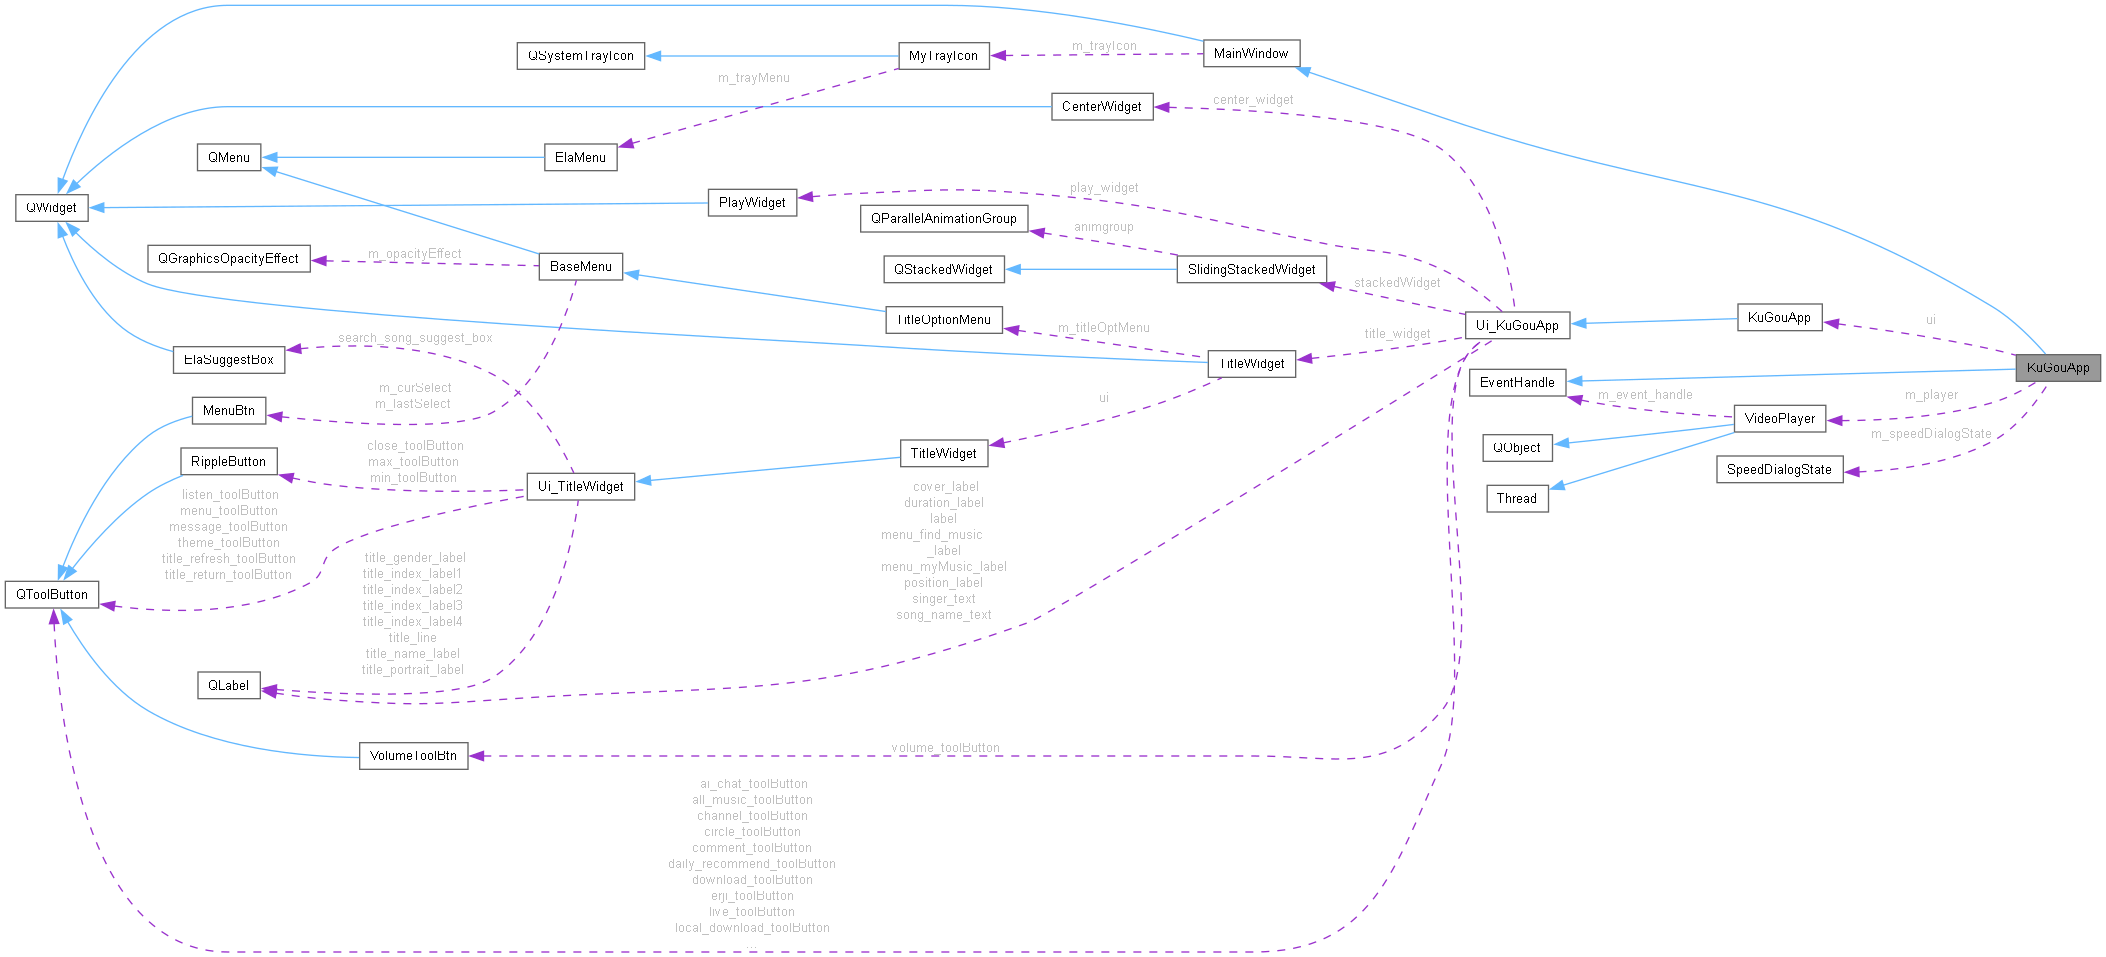 QWidget
QToolButton
QMenu
QGraphicsOpacityEffect
ElaSuggestBox
MenuBtn
RippleButton
listen_toolButton
menu_toolButton
message_toolButton
theme_toolButton
title_refresh_toolButton
title_return_toolButton
QLabel
search_song_suggest_box
m_opacityEffect
m_curSelect
m_lastSelect
close_toolButton
max_toolButton
min_toolButton
title_gender_label
title_index_label1
title_index_label2
title_index_label3
title_index_label4
title_line
title_name_label
title_portrait_label
VolumeToolBtn
QSystemTrayIcon
ElaMenu
BaseMenu
Ui_TitleWidget
m_trayMenu
PlayWidget
ai_chat_toolButton
all_music_toolButton
channel_toolButton
circle_toolButton
comment_toolButton
daily_recommend_toolButton
download_toolButton
erji_toolButton
live_toolButton
local_download_toolButton
...
MyTrayIcon
QParallelAnimationGroup
QStackedWidget
TitleOptionMenu
TitleWidget
cover_label
duration_label
label
menu_find_music
_label
menu_myMusic_label
position_label
singer_text
song_name_text
volume_toolButton
m_trayIcon
CenterWidget
play_widget
animgroup
m_titleOptMenu
ui
MainWindow
SlidingStackedWidget
TitleWidget
center_widget
stackedWidget
title_widget
Ui_KuGouApp
EventHandle
QObject
Thread
m_event_handle
KuGouApp
VideoPlayer
SpeedDialogState
ui
m_player
m_speedDialogState
KuGouApp